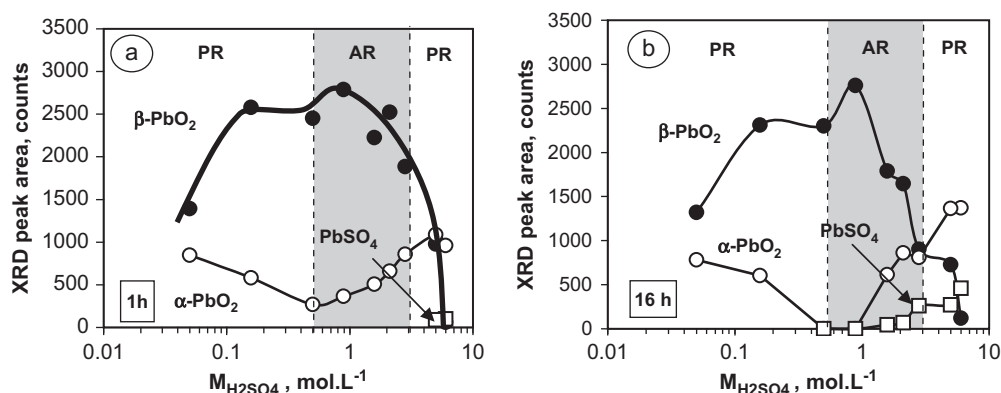 a
PR
AR
PR
β-PbO₂
PbSO₄
α-PbO₂
1h
XRD peak area, counts
3500
3000
2500
2000
1500
1000
500
0
0.01
0.1
1
10
M_H2SO4 , mol.L⁻¹
b
PR
AR
PR
β-PbO₂
PbSO₄
α-PbO₂
16 h
XRD peak area, counts
3500
3000
2500
2000
1500
1000
500
0
0.01
0.1
1
10
M_H2SO4 , mol.L⁻¹